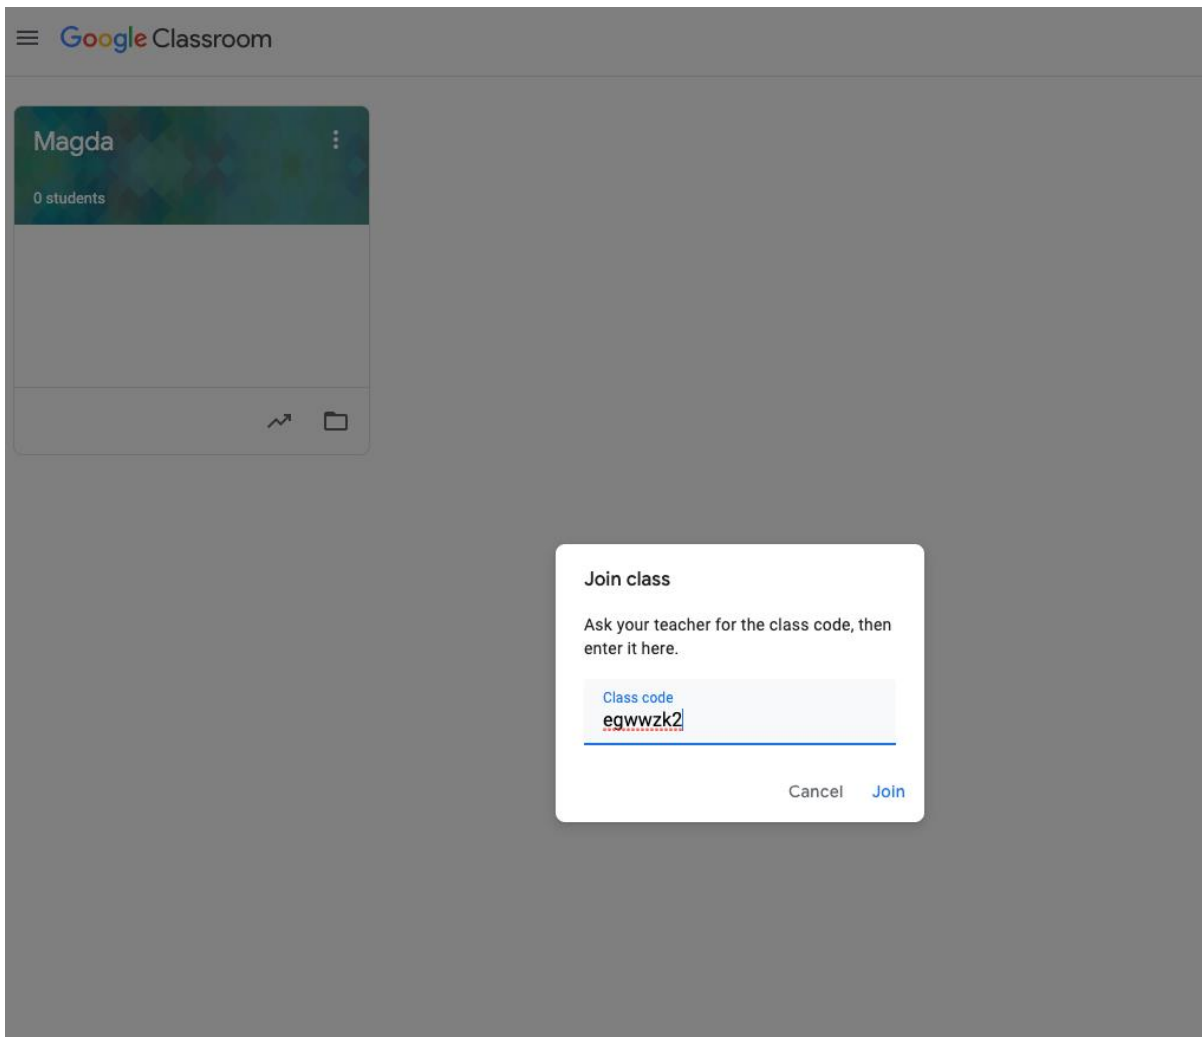 Google Classroom
Magda
0 students
Join class
Ask your teacher for the class code, then
enter it here.
Class code
egwwzk2
Cancel Join